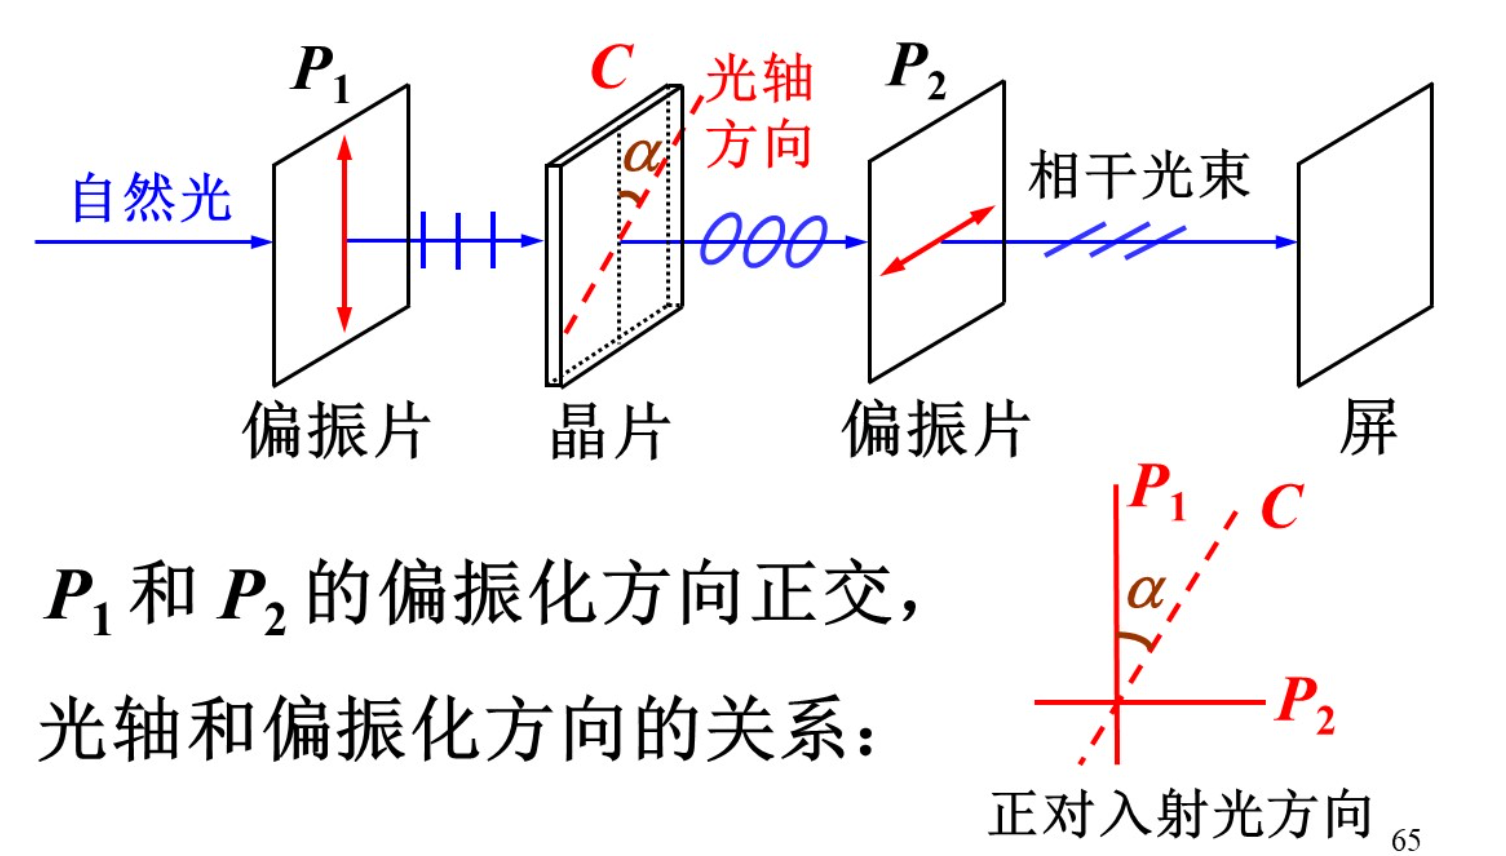 P₁
C
光轴
方向
P₂
α
自然光
相干光束
偏振片
晶片
偏振片
屏
P₁
C
α
P₁ 和 P₂ 的偏振化方向正交，
光轴和偏振化方向的关系：
P₂
正对入射光方向
65